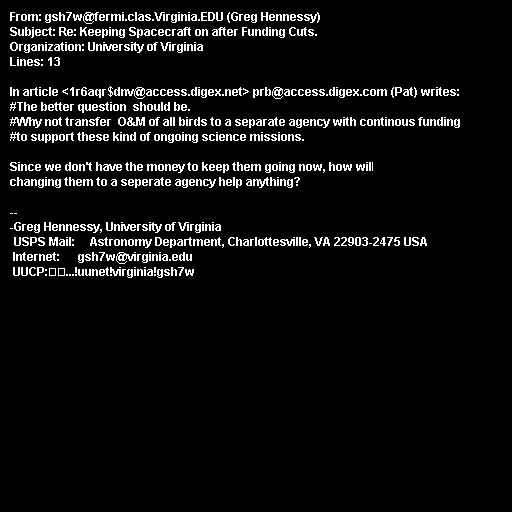 From: gsh7w@fermi.clas.Virginia.EDU (Greg Hennessy)
Subject: Re: Keeping Spacecraft on after Funding Cuts.
Organization: University of Virginia
Lines: 13

In article <1r6aqr$dnv@access.digex.net> prb@access.digex.com (Pat) writes:
#The better question  should be.
#Why not transfer  O&M of all birds to a separate agency with continous funding
#to support these kind of ongoing science missions.

Since we don't have the money to keep them going now, how will
changing them to a seperate agency help anything?

--
-Greg Hennessy, University of Virginia
 USPS Mail:     Astronomy Department, Charlottesville, VA 22903-2475 USA
 Internet:      gsh7w@virginia.edu
 UUCP:□□...!uunet!virginia!gsh7w